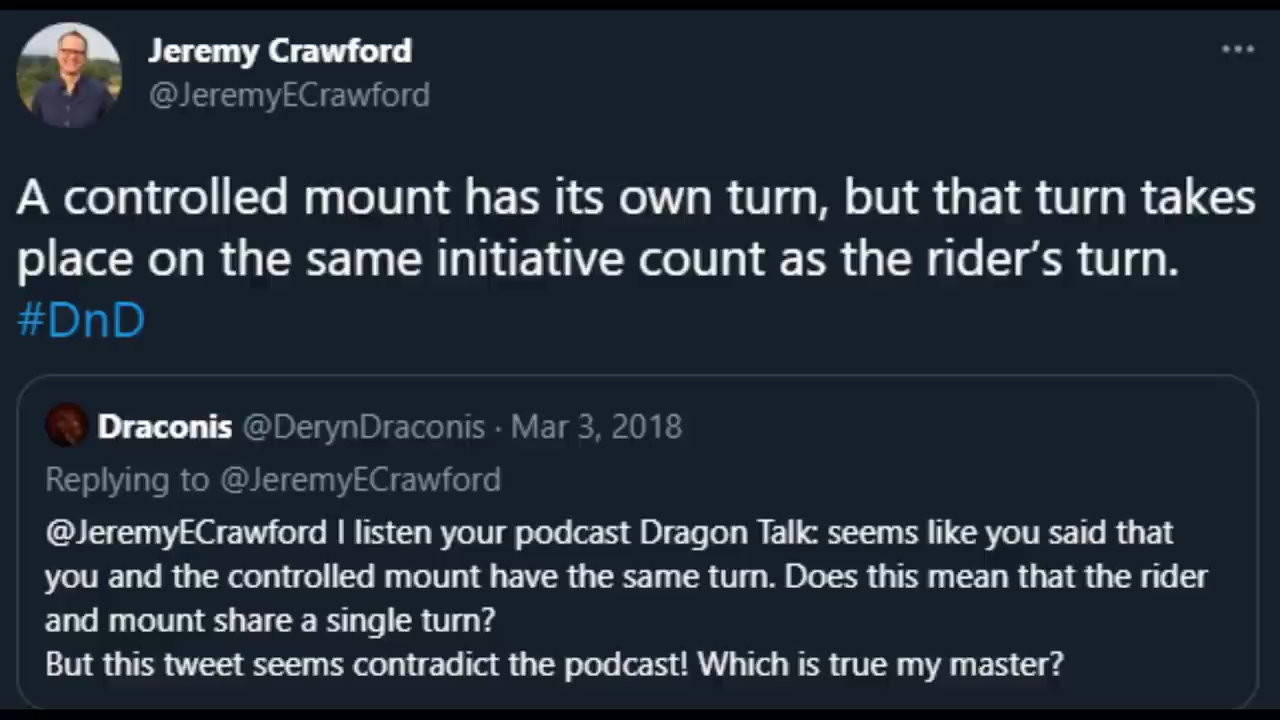 Jeremy Crawford
@JeremyECrawford
A controlled mount has its own turn, but that turn takes
place on the same initiative count as the rider’s turn.
#DnD
Draconis @DerynDraconis · Mar 3, 2018
Replying to @JeremyECrawford
@JeremyECrawford I listen your podcast Dragon Talk: seems like you said that
you and the controlled mount have the same turn. Does this mean that the rider
and mount share a single turn?
But this tweet seems contradict the podcast! Which is true my master?